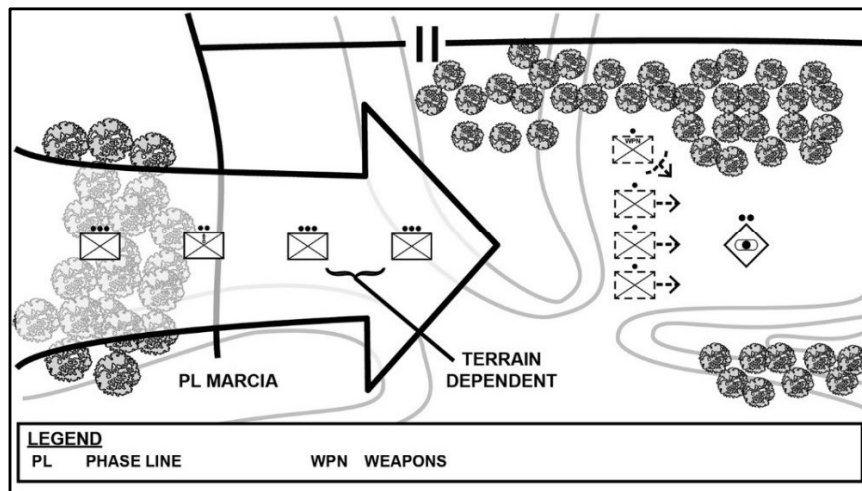 WPN
PL MARCIA
TERRAIN
DEPENDENT
LEGEND
PL PHASE LINE WPN WEAPONS